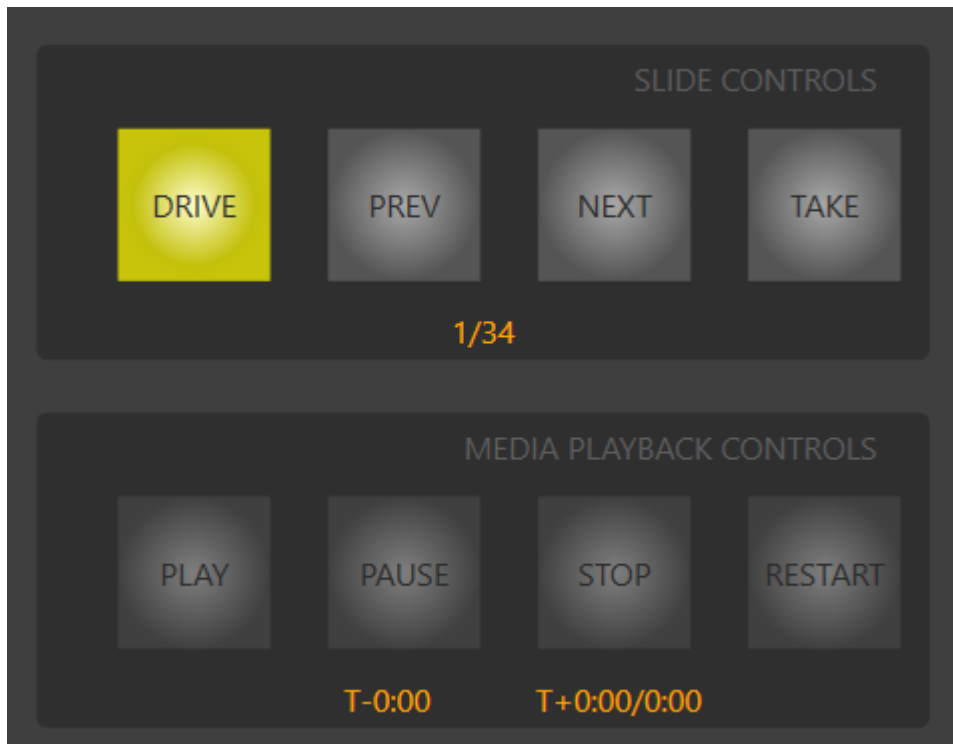 SLIDE CONTROLS
DRIVE PREV NEXT TAKE
1/34
MEDIA PLAYBACK CONTROLS
PLAY PAUSE STOP RESTART
T-0:00 T+0:00/0:00